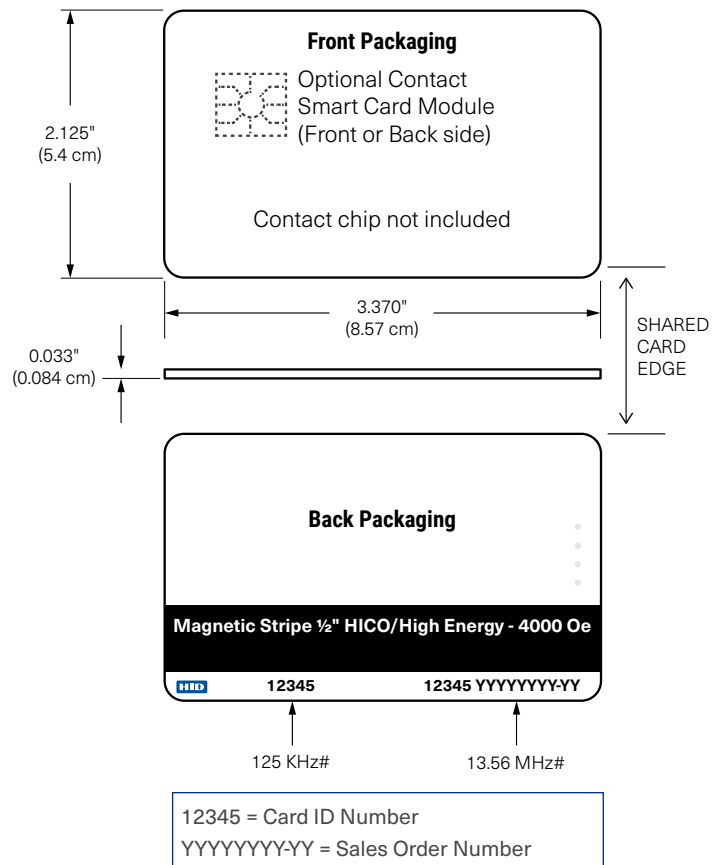 Front Packaging
Optional Contact
Smart Card Module
(Front or Back side)
2.125"
(5.4 cm)
Contact chip not included
3.370"
(8.57 cm)
SHARED
CARD
EDGE
0.033"
(0.084 cm)
Back Packaging
Magnetic Stripe ½" HICO/High Energy - 4000 Oe
HID 12345 12345 YYYYYYYY-YY
125 KHz# 13.56 MHz#
12345 = Card ID Number
YYYYYYYY-YY = Sales Order Number